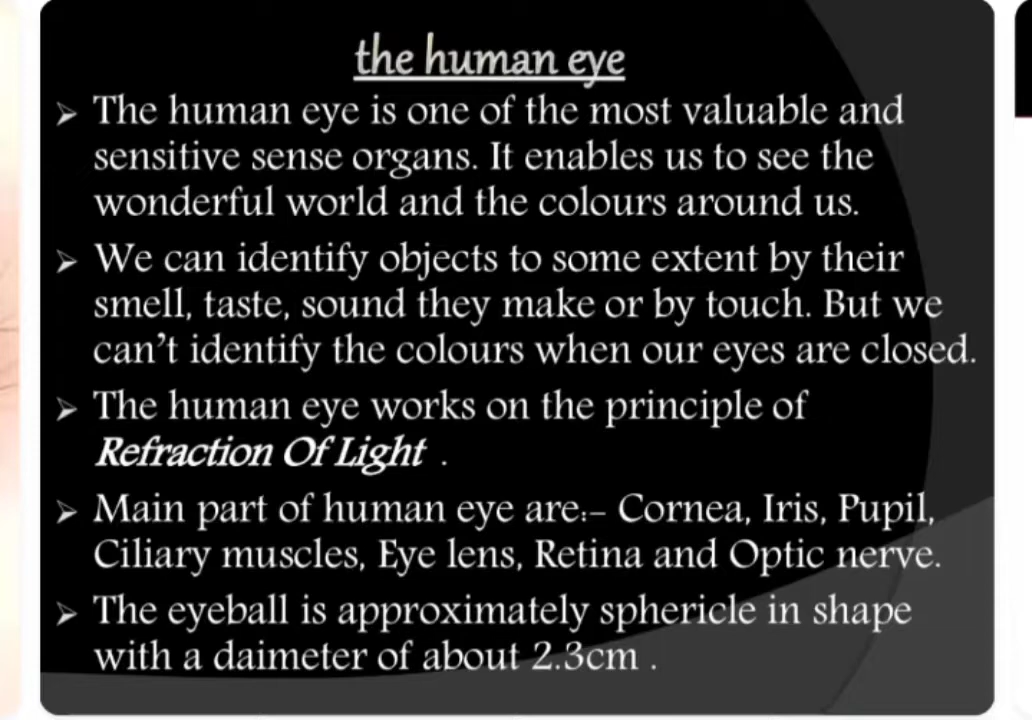 the human eye
➢ The human eye is one of the most valuable and
sensitive sense organs. It enables us to see the
wonderful world and the colours around us.
➢ We can identify objects to some extent by their
smell, taste, sound they make or by touch. But we
can't identify the colours when our eyes are closed.
➢ The human eye works on the principle of
Refraction Of Light .
➢ Main part of human eye are:– Cornea, Iris, Pupil,
Ciliary muscles, Eye lens, Retina and Optic nerve.
➢ The eyeball is approximately sphericle in shape
with a daimeter of about 2.3cm .